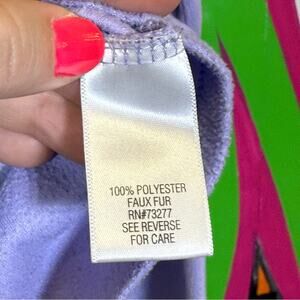 100% POLYESTER
FAUX FUR
RN#73277
SEE REVERSE
FOR CARE